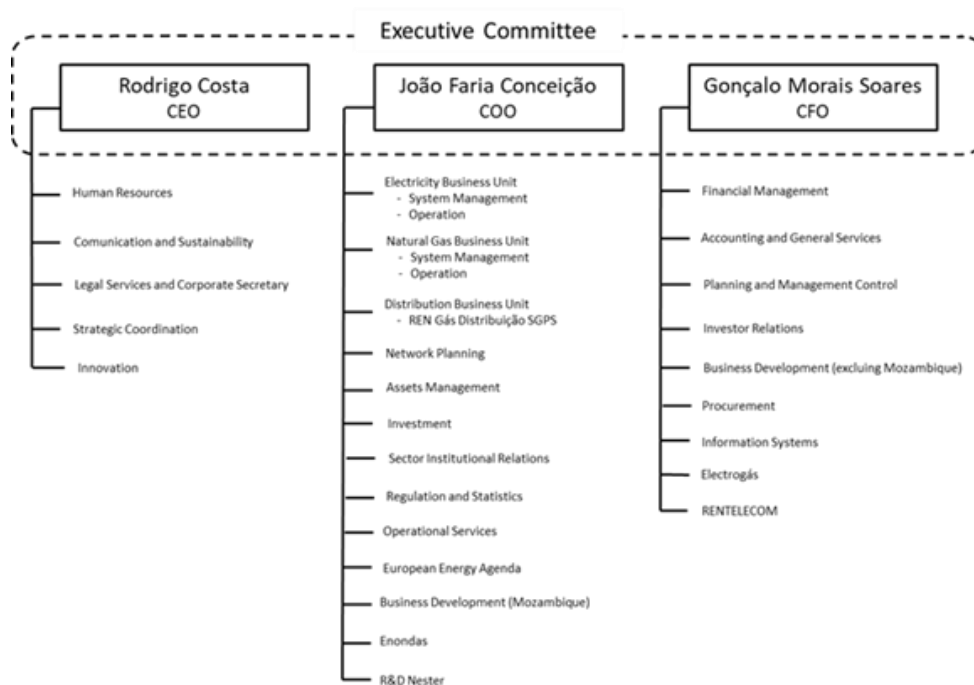 Executive Committee
Rodrigo Costa
CEO
Human Resources
Comunication and Sustainability
Legal Services and Corporate Secretary
Strategic Coordination
Innovation
João Faria Conceição
COO
Electricity Business Unit
- System Management
- Operation
Natural Gas Business Unit
- System Management
- Operation
Distribution Business Unit
- REN Gás Distribuição SGPS
Network Planning
Assets Management
Investment
Sector Institutional Relations
Regulation and Statistics
Operational Services
European Energy Agenda
Business Development (Mozambique)
Enondas
R&D Nester
Gonçalo Morais Soares
CFO
Financial Management
Accounting and General Services
Planning and Management Control
Investor Relations
Business Development (excluing Mozambique)
Procurement
Information Systems
Electrogás
RENTELECOM